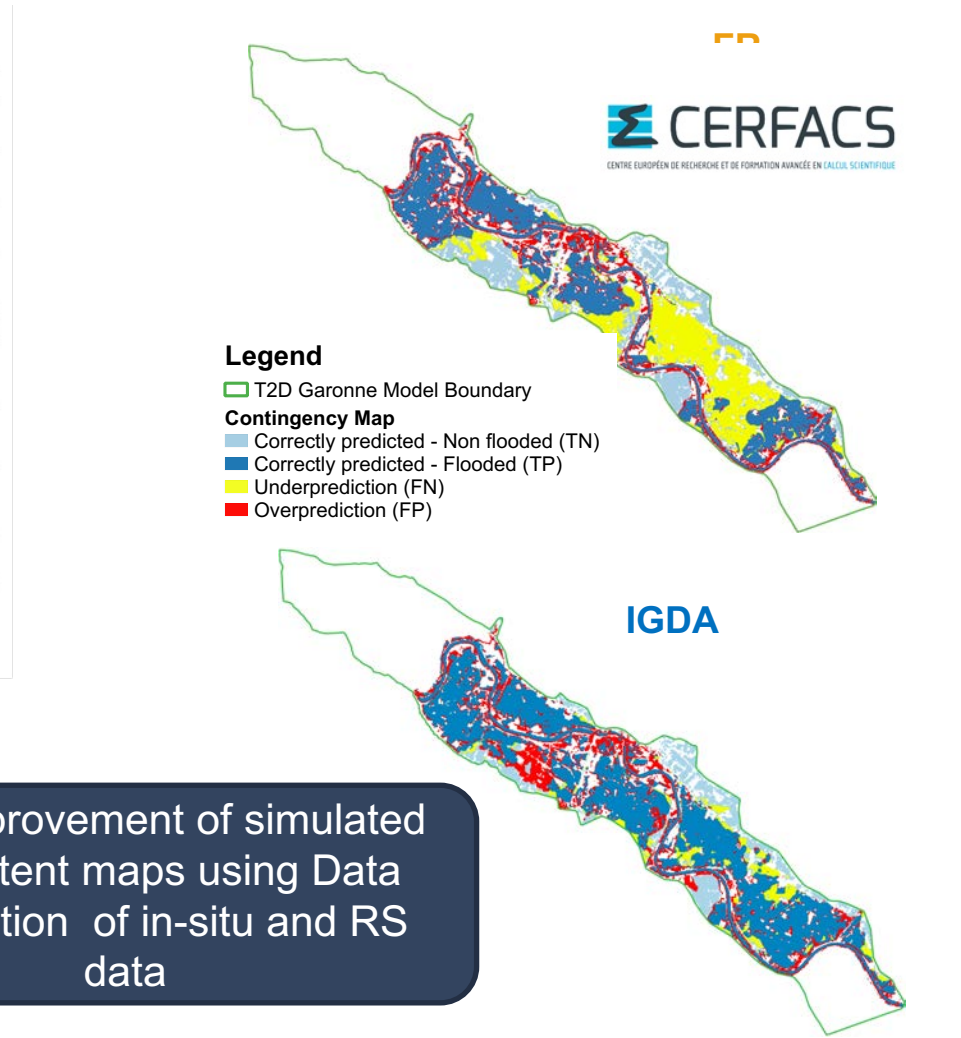 CERFACS
CENTRE EUROPÉEN DE RECHERCHE ET DE FORMATION AVANCÉE EN CALCUL SCIENTIFIQUE
Legend
T2D Garonne Model Boundary
Contingency Map
Correctly predicted - Non flooded (TN)
Correctly predicted - Flooded (TP)
Underprediction (FN)
Overprediction (FP)
IGDA
provement of simulated
tent maps using Data
tion of in-situ and RS
data